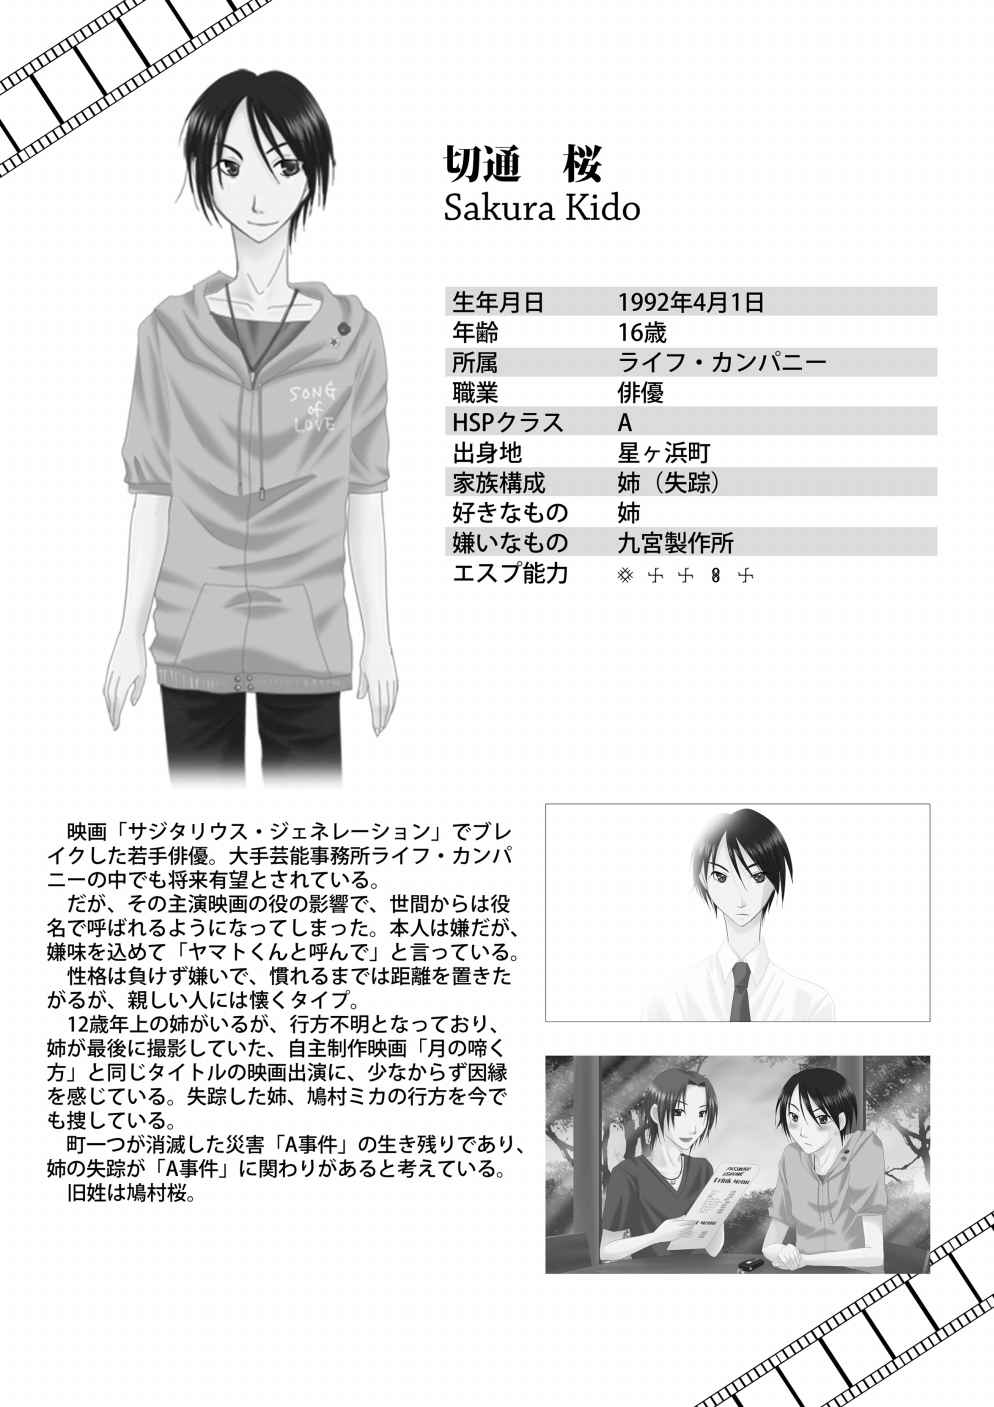 切通　桜
Sakura Kido
生年月日　1992年4月1日
年齢　16歳
所属　ライフ・カンパニー
職業　俳優
HSPクラス　A
出身地　星ヶ浜町
家族構成　姉（失踪）
好きなもの　姉
嫌いなもの　九宮製作所
エスプ能力
SONG
of
LOVE
映画「サジタリウス・ジェネレーション」でブレ
イクした若手俳優。大手芸能事務所ライフ・カンパ
ニーの中でも将来有望とされている。
だが、その主演映画の役の影響で、世間からは役
名で呼ばれるようになってしまった。本人は嫌だが、
嫌味を込めて「ヤマトくんと呼んで」と言っている。
性格は負けず嫌いで、慣れるまでは距離を置きた
がるが、親しい人には懐くタイプ。
12歳年上の姉がいるが、行方不明となっており、
姉が最後に撮影していた、自主制作映画「月の啼く
方」と同じタイトルの映画出演に、少なからず因縁
を感じている。失踪した姉、鳩村ミカの行方を今で
も捜している。
町一つが消滅した災害「A事件」の生き残りであり、
姉の失踪が「A事件」に関わりがあると考えている。
旧姓は鳩村桜。